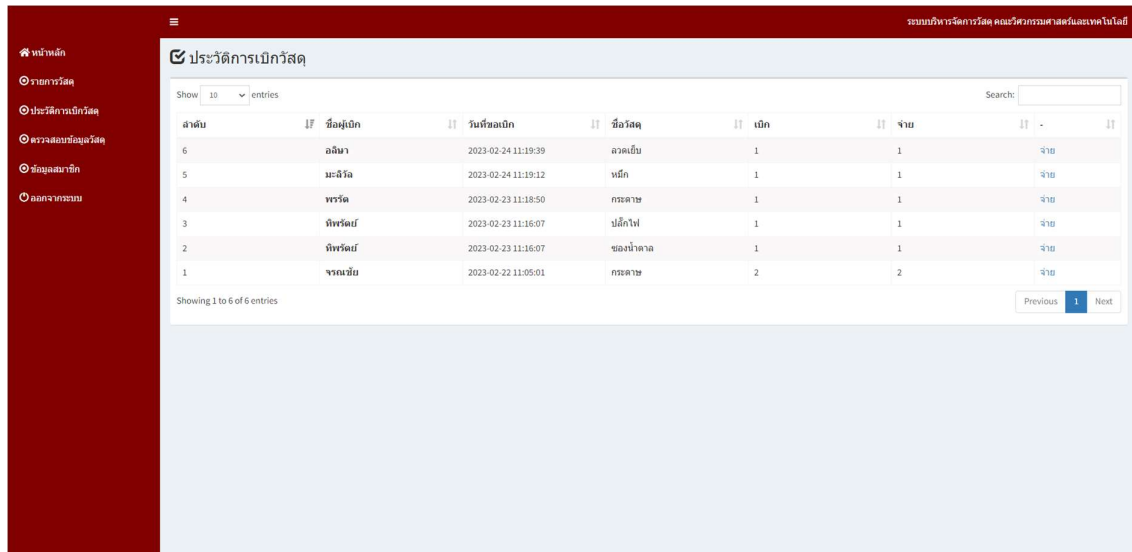 ระบบบริหารจัดการวัสดุ คณะวิศวกรรมศาสตร์และเทคโนโลยี
หน้าหลัก
รายการวัสดุ
ประวัติการเบิกวัสดุ
ตรวจสอบข้อมูลวัสดุ
ข้อมูลสมาชิก
ออกจากระบบ
ประวัติการเบิกวัสดุ
Show 10 entries Search:
ลำดับ ชื่อผู้เบิก วันที่ขอเบิก ชื่อวัสดุ เบิก จ่าย -
6 อลิษา 2023-02-24 11:19:39 ลวดเย็บ 1 1 จ่าย
5 มะลิวัล 2023-02-24 11:19:12 หมึก 1 1 จ่าย
4 พรรัต 2023-02-24 11:18:50 กระดาษ 1 1 จ่าย
3 ทิพรัตย์ 2023-02-23 11:16:07 ปลั๊กไฟ 1 1 จ่าย
2 ทิพรัตย์ 2023-02-23 11:16:07 ซองน้ำตาล 1 1 จ่าย
1 จรณชัย 2023-02-22 11:05:01 กระดาษ 2 2 จ่าย
Showing 1 to 6 of 6 entries Previous 1 Next